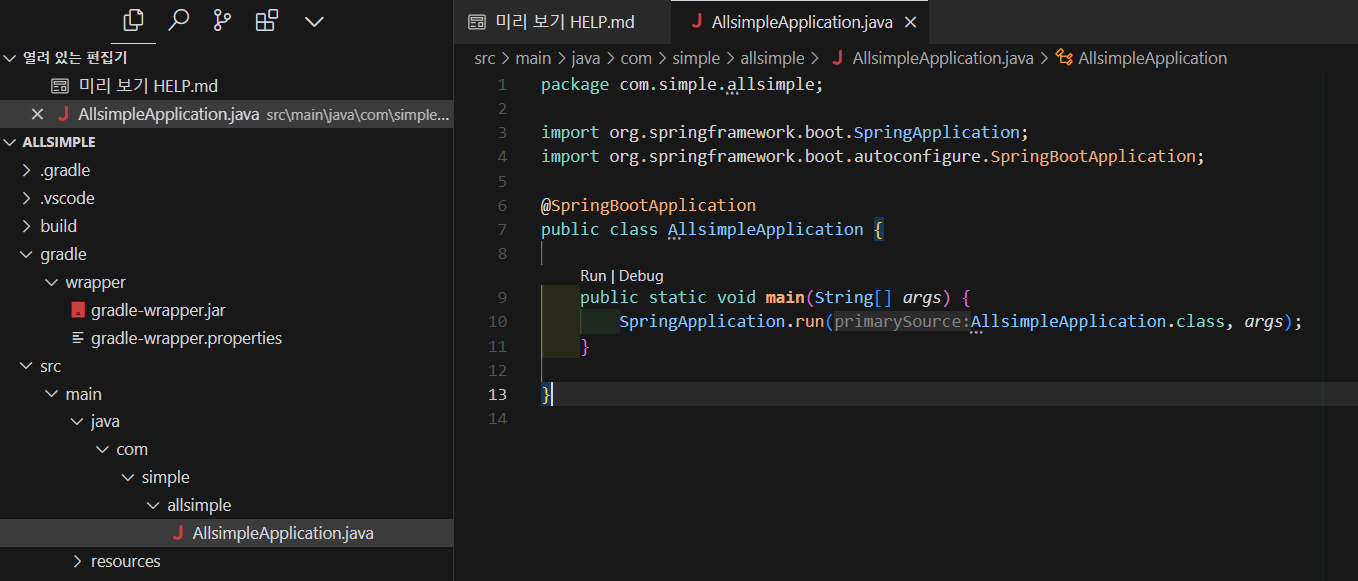 열려 있는 편집기
미리 보기 HELP.md
AllsimpleApplication.java src\main\java\com\simple...
ALLSIMPLE
.gradle
.vscode
build
gradle
wrapper
gradle-wrapper.jar
gradle-wrapper.properties
src
main
java
com
simple
allsimple
AllsimpleApplication.java
resources
미리 보기 HELP.md
AllsimpleApplication.java
src > main > java > com > simple > allsimple > AllsimpleApplication.java > AllsimpleApplication
1 package com.simple.allsimple;
2
3 import org.springframework.boot.SpringApplication;
4 import org.springframework.boot.autoconfigure.SpringBootApplication;
5
6 @SpringBootApplication
7 public class AllsimpleApplication {
8
Run | Debug
9 public static void main(String[] args) {
10 SpringApplication.run(primarySource:AllsimpleApplication.class, args);
11 }
12
13 }
14